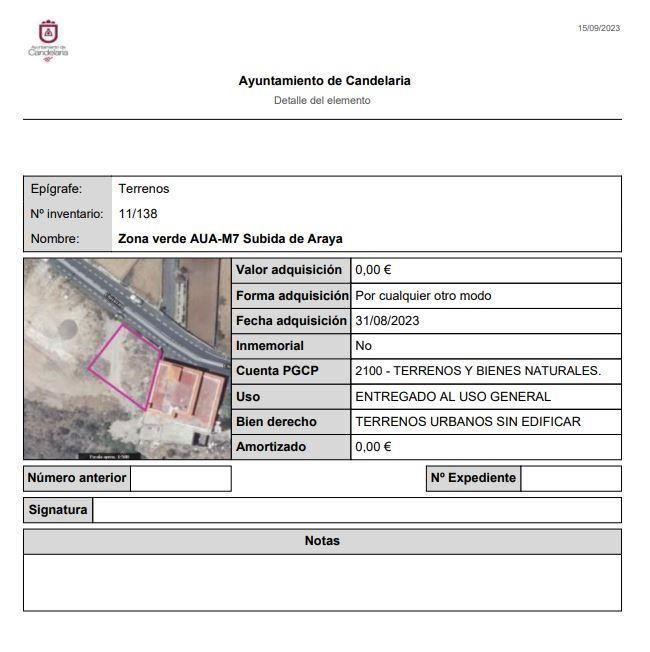 15/09/2023
Ayuntamiento de
Candelaria
Ayuntamiento de Candelaria
Detalle del elemento
Epígrafe: Terrenos
Nº inventario: 11/138
Nombre: Zona verde AUA-M7 Subida de Araya
Valor adquisición 0,00 €
Forma adquisición Por cualquier otro modo
Fecha adquisición 31/08/2023
Inmemorial No
Cuenta PGCP 2100 - TERRENOS Y BIENES NATURALES.
Uso ENTREGADO AL USO GENERAL
Bien derecho TERRENOS URBANOS SIN EDIFICAR
Amortizado 0,00 €
Número anterior
Nº Expediente
Signatura
Notas